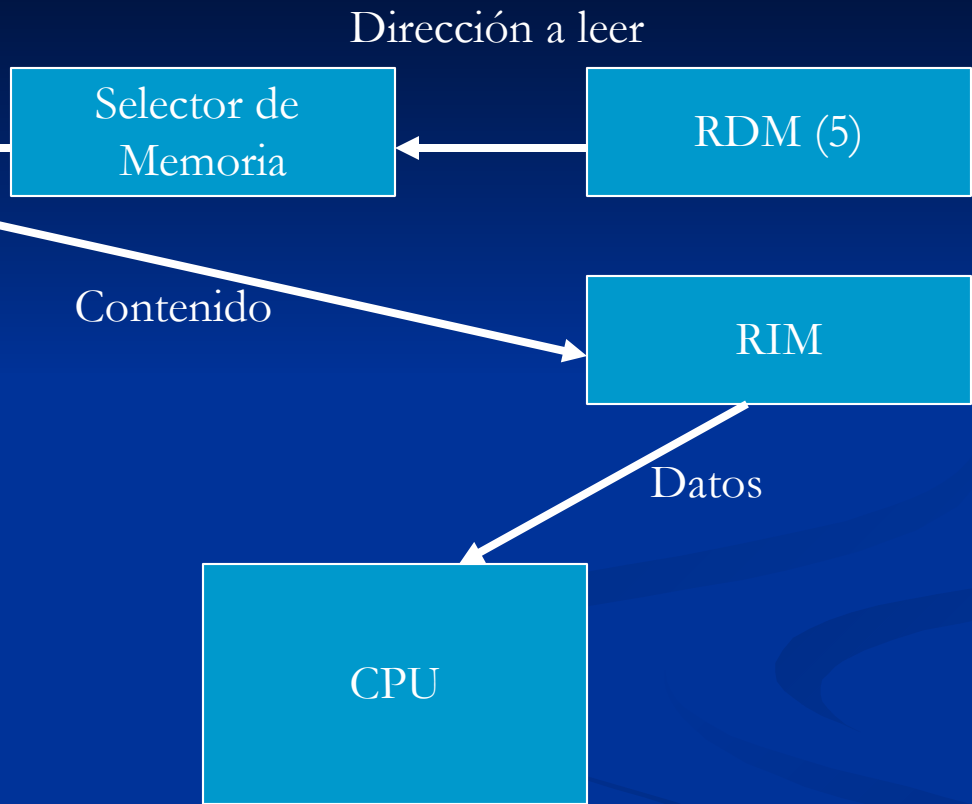 Dirección a leer
Selector de
Memoria
RDM (5)
Contenido
RIM
Datos
CPU